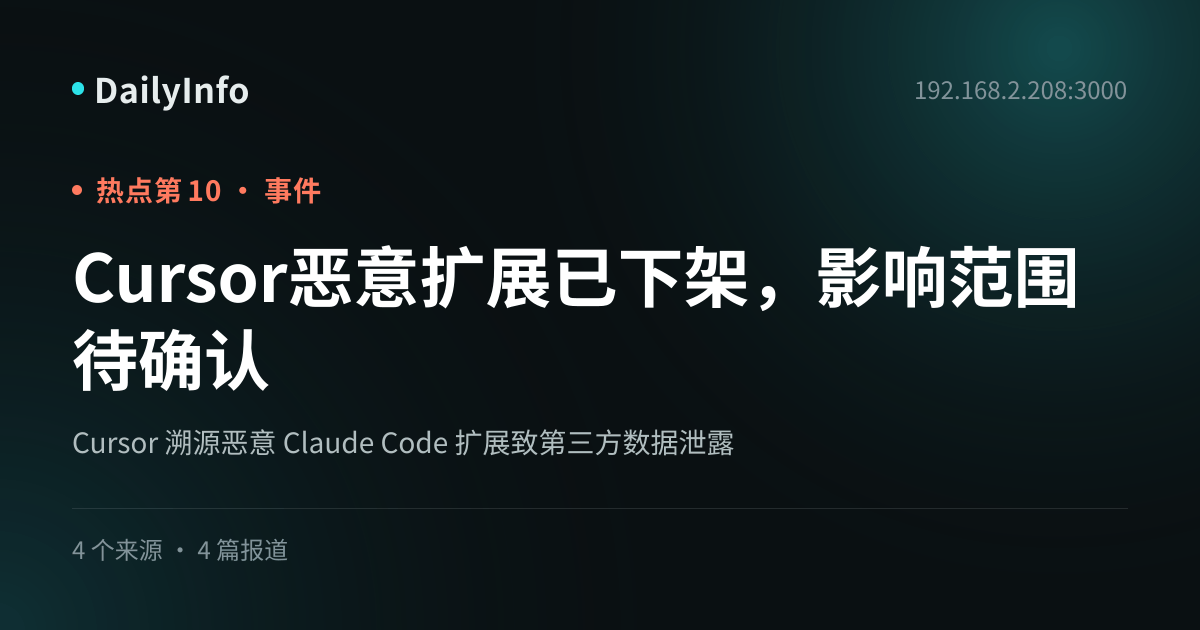 DailyInfo
192.168.2.208:3000
热点第 10 · 事件
Cursor恶意扩展已下架，影响范围
待确认
Cursor 溯源恶意 Claude Code 扩展致第三方数据泄露
4 个来源 · 4 篇报道